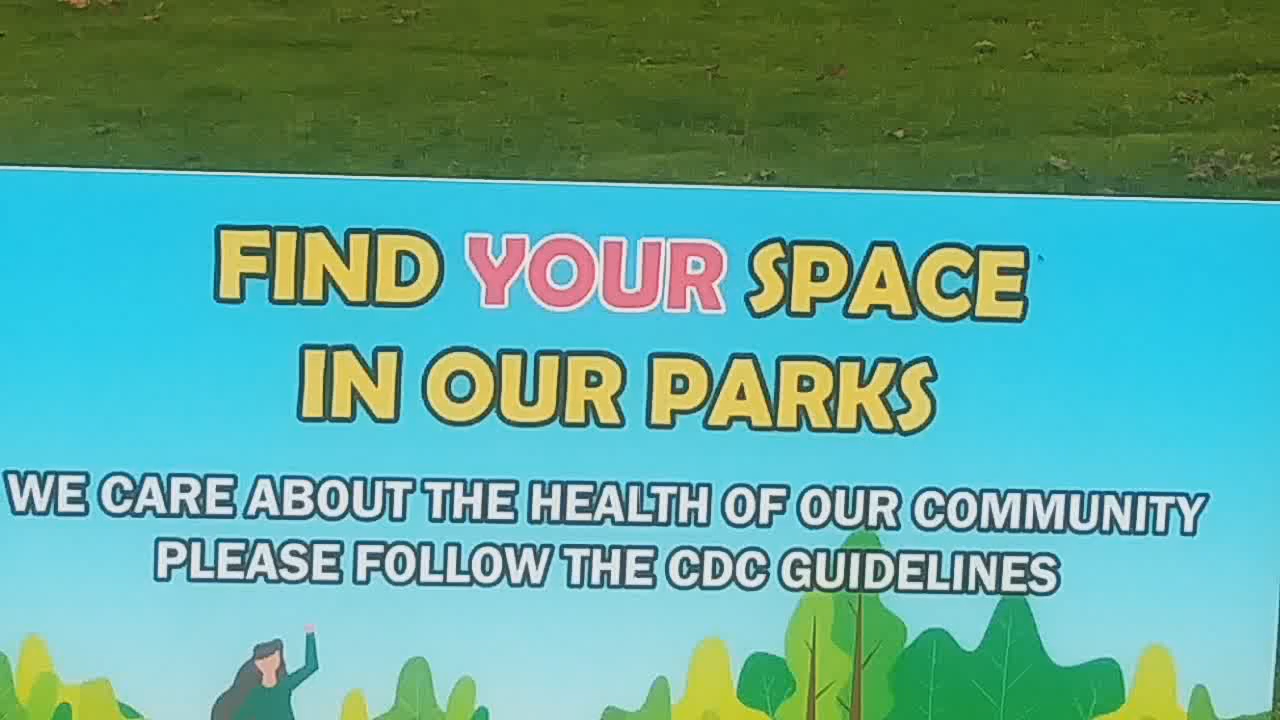 FIND YOUR SPACE
IN OUR PARKS
WE CARE ABOUT THE HEALTH OF OUR COMMUNITY
PLEASE FOLLOW THE CDC GUIDELINES